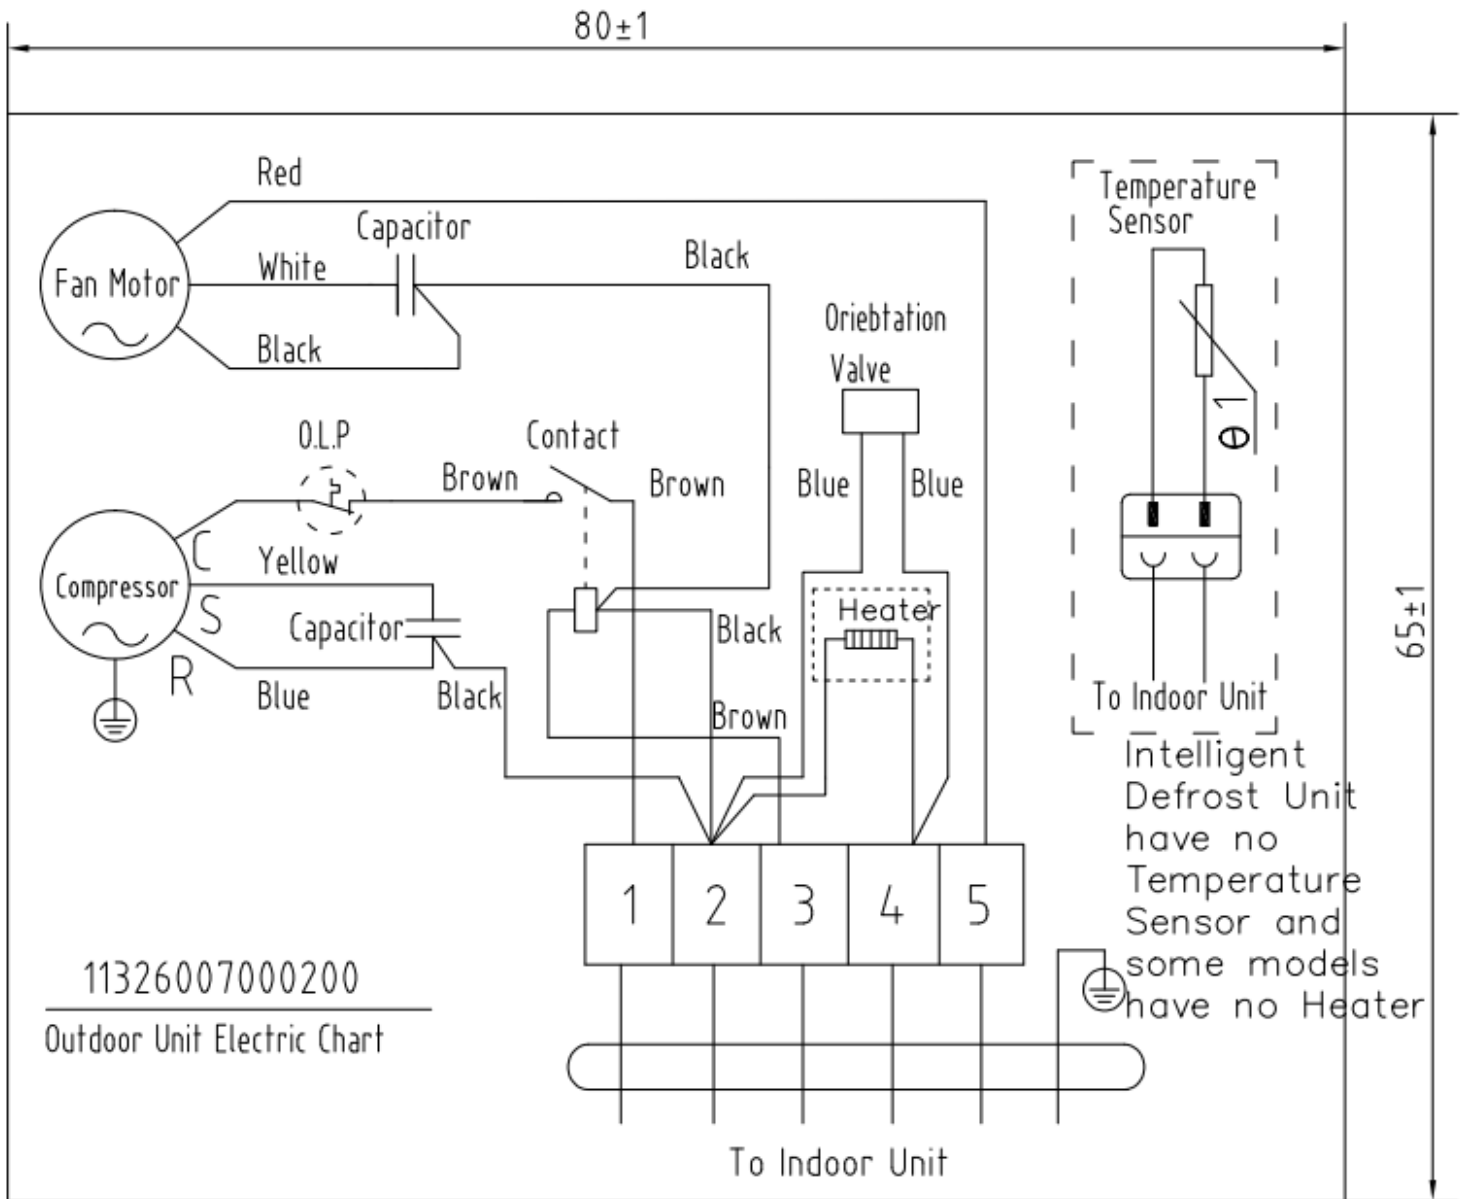 80±1
Red
Capacitor
White
Black
Fan Motor
Black
Oriebtation
Valve
Temperature
Sensor
θ 1
O.L.P
Contact
Brown
Brown
Blue
Blue
C
Yellow
Compressor
S
Capacitor
Heater
Black
R
Blue
Black
Brown
To Indoor Unit
65±1
Intelligent
Defrost Unit
have no
Temperature
Sensor and
some models
have no Heater
1 2 3 4 5
11326007000200
Outdoor Unit Electric Chart
To Indoor Unit